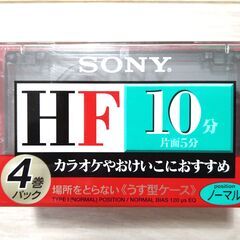 SONY
HF
10分
片面5分
カラオケやおけいこにおすすめ
4巻
パック
場所をとらない《うす型ケース》
TYPE I (NORMAL) POSITION / NORMAL BIAS 120 μs EQ
position
ノーマル